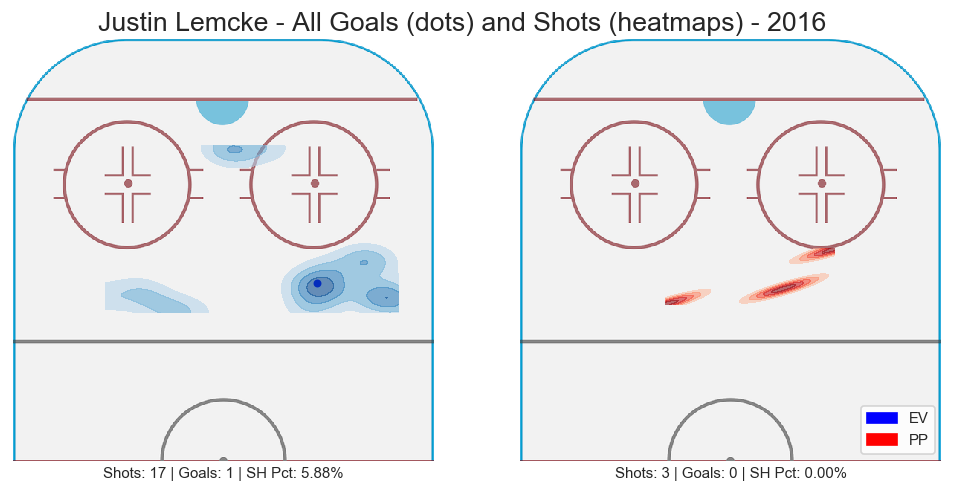 Justin Lemcke - All Goals (dots) and Shots (heatmaps) - 2016
EV
PP
Shots: 17 | Goals: 1 | SH Pct: 5.88%
Shots: 3 | Goals: 0 | SH Pct: 0.00%